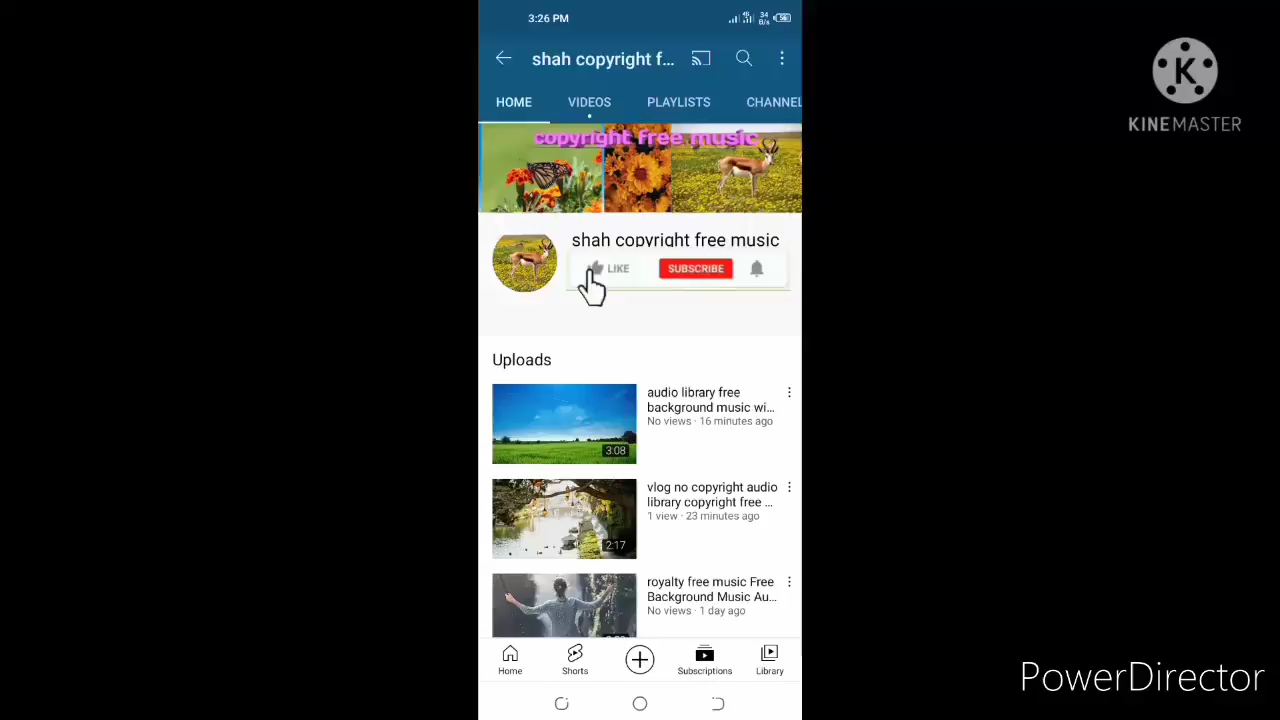 3:26 PM
34
B/s
shah copyright f...
HOME
VIDEOS
PLAYLISTS
CHANNEL
copyright free music
shah copyright free music
LIKE
SUBSCRIBE
Uploads
audio library free
background music wi...
No views · 16 minutes ago
3:08
vlog no copyright audio
library copyright free ...
1 view · 23 minutes ago
2:17
royalty free music Free
Background Music Au...
No views · 1 day ago
Home
Shorts
Subscriptions
Library
K
KINEMASTER
PowerDirector